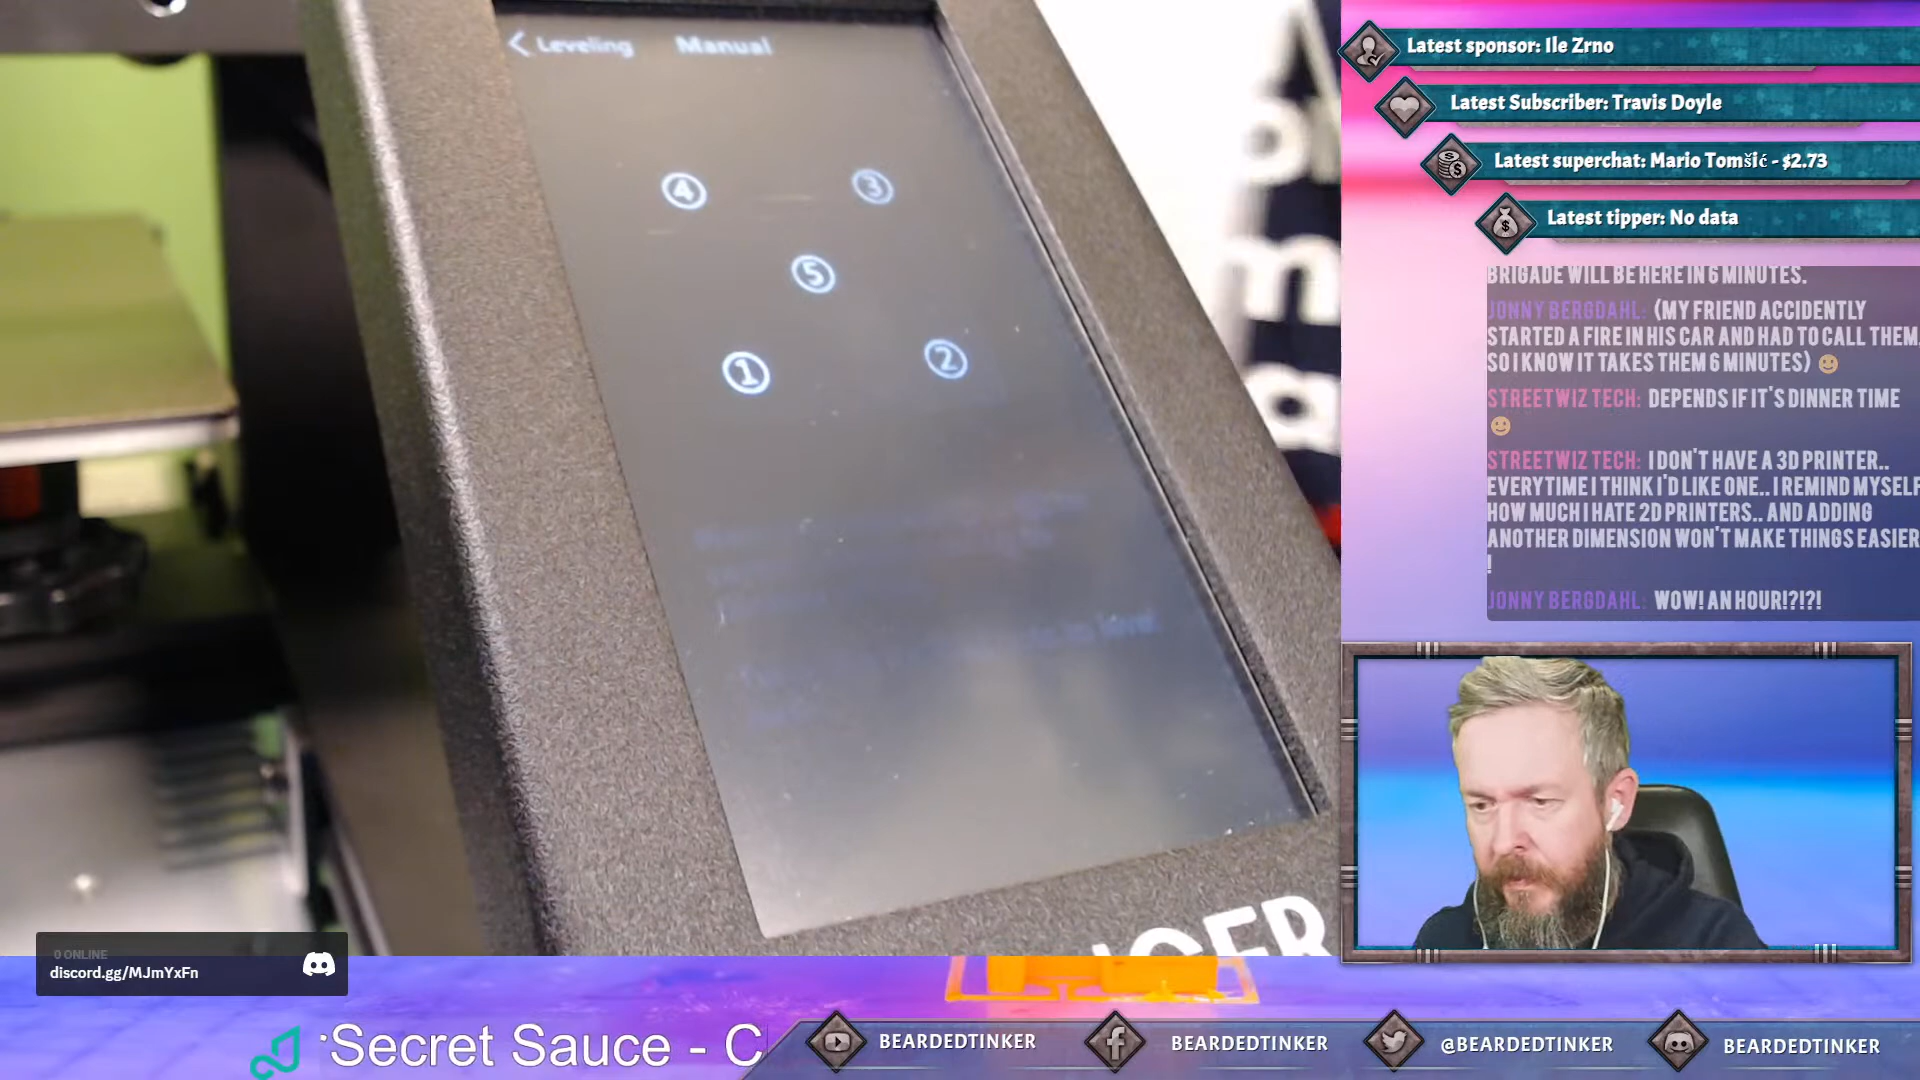 Leveling Manual
4 3
5
1 2
Latest sponsor: Ile Zrno
Latest Subscriber: Travis Doyle
Latest superchat: Mario Tomšić - $2.73
Latest tipper: No data
BRIGADE WILL BE HERE IN 6 MINUTES.
JONNY BERGDAHL: (MY FRIEND ACCIDENTLY
STARTED A FIRE IN HIS CAR AND HAD TO CALL THEM,
SO I KNOW IT TAKES THEM 6 MINUTES)
STREETWIZ TECH: DEPENDS IF IT'S DINNER TIME
STREETWIZ TECH: I DON'T HAVE A 3D PRINTER..
EVERYTIME I THINK I'D LIKE ONE.. I REMIND MYSELF
HOW MUCH I HATE 2D PRINTERS.. AND ADDING
ANOTHER DIMENSION WON'T MAKE THINGS EASIER
!
JONNY BERGDAHL: WOW! AN HOUR!?!?!
0 ONLINE
discord.gg/MJmYxFn
Secret Sauce - C
BEARDEDTINKER
BEARDEDTINKER
@BEARDEDTINKER
BEARDEDTINKER